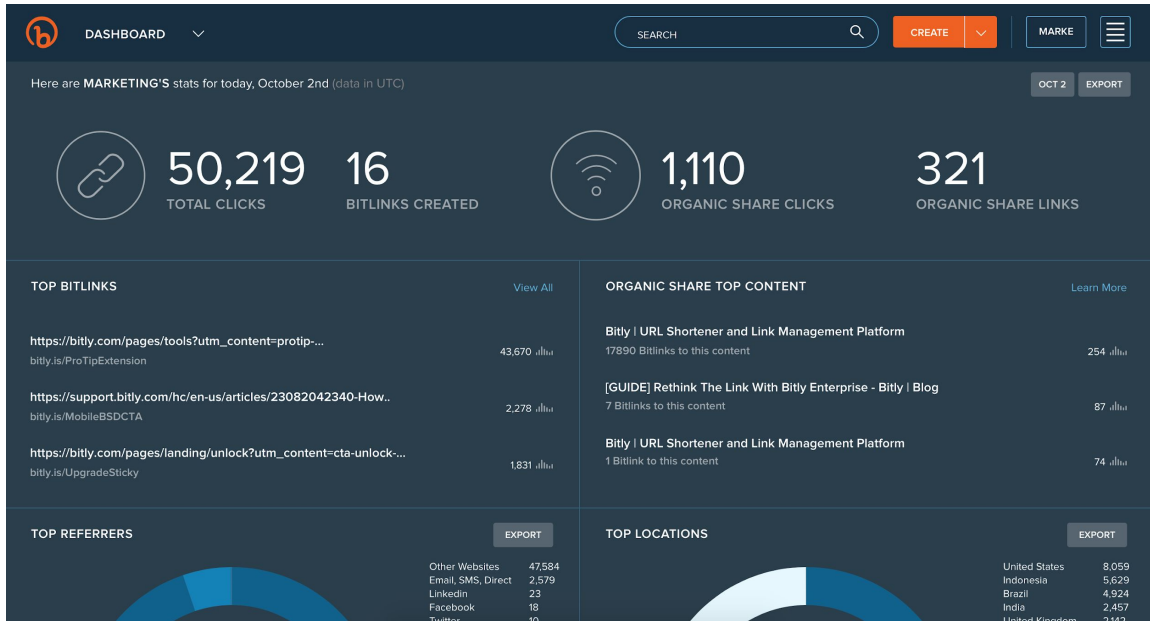 DASHBOARD
SEARCH
CREATE
MARKE
Here are MARKETING'S stats for today, October 2nd (data in UTC)
OCT 2
EXPORT
50,219
TOTAL CLICKS
16
BITLINKS CREATED
1,110
ORGANIC SHARE CLICKS
321
ORGANIC SHARE LINKS
TOP BITLINKS
View All
https://bitly.com/pages/tools?utm_content=protip-...
bitly.is/ProTipExtension
43,670
https://support.bitly.com/hc/en-us/articles/23082042340-How..
bitly.is/MobileBSDCTA
2,278
https://bitly.com/pages/landing/unlock?utm_content=cta-unlock-...
bitly.is/UpgradeSticky
1,831
ORGANIC SHARE TOP CONTENT
Learn More
Bitly | URL Shortener and Link Management Platform
17890 Bitlinks to this content
254
[GUIDE] Rethink The Link With Bitly Enterprise - Bitly | Blog
7 Bitlinks to this content
87
Bitly | URL Shortener and Link Management Platform
1 Bitlink to this content
74
TOP REFERRERS
EXPORT
Other Websites 47,584
Email, SMS, Direct 2,579
Linkedin 23
Facebook 18
Twitter 10
TOP LOCATIONS
EXPORT
United States 8,059
Indonesia 5,629
Brazil 4,924
India 2,457
United Kingdom 2,142